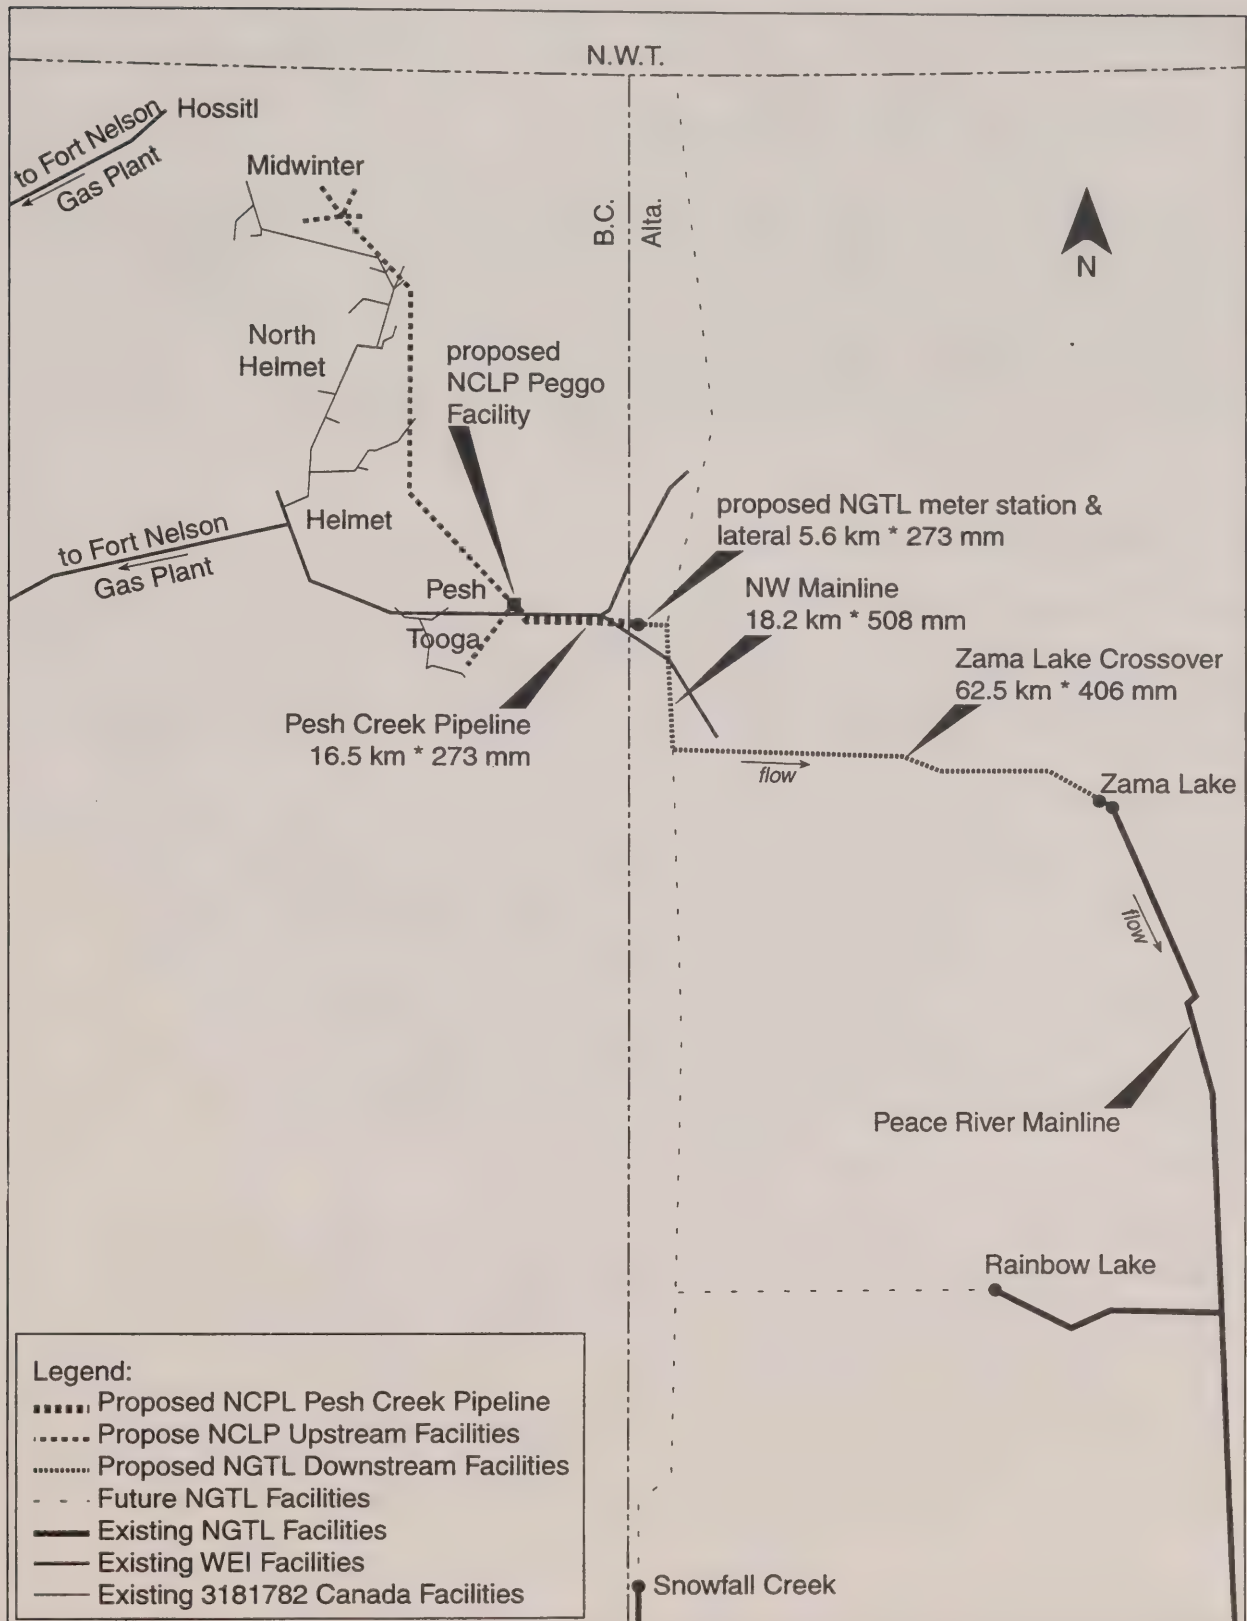 N.W.T.
Hossitl
to Fort Nelson
Gas Plant
Midwinter
B.C.
Alta.
N
North
Helmet
proposed
NCLP Peggo
Facility
Helmet
to Fort Nelson
Gas Plant
proposed NGTL meter station &
lateral 5.6 km * 273 mm
Pesh
Tooga
NW Mainline
18.2 km * 508 mm
Zama Lake Crossover
62.5 km * 406 mm
Pesh Creek Pipeline
16.5 km * 273 mm
flow
Zama Lake
flow
Peace River Mainline
Rainbow Lake
Legend:
Proposed NCPL Pesh Creek Pipeline
Propose NCLP Upstream Facilities
Proposed NGTL Downstream Facilities
Future NGTL Facilities
Existing NGTL Facilities
Existing WEI Facilities
Existing 3181782 Canada Facilities
Snowfall Creek